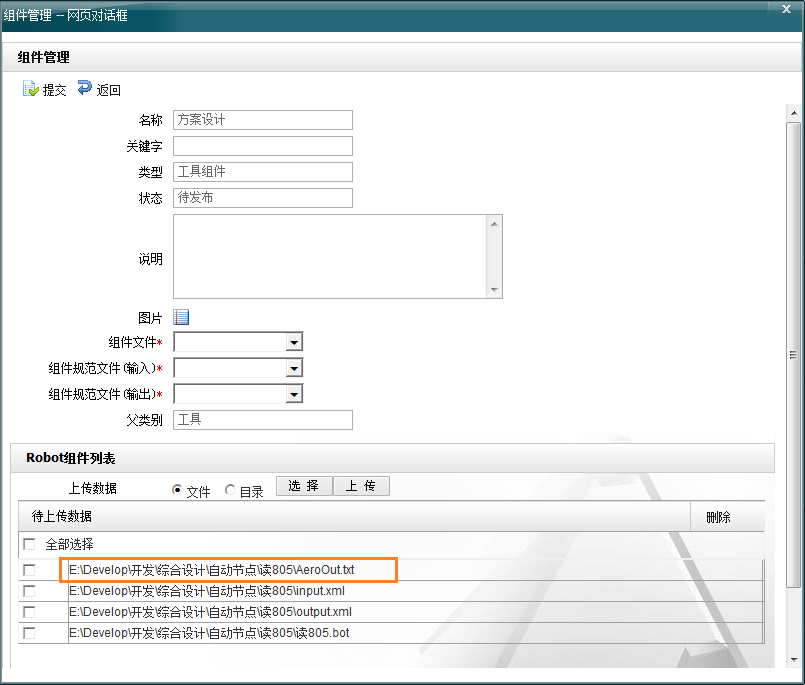 组件管理 -- 网页对话框
组件管理
提交 返回
名称 方案设计
关键字
类型 工具组件
状态 待发布
说明
图片
组件文件*
组件规范文件(输入)*
组件规范文件(输出)*
父类别 工具
Robot组件列表
上传数据 文件 目录 选 择 上 传
待上传数据 删除
全部选择
E:\Develop\开发\综合设计\自动节点\读805\AeroOut.txt
E:\Develop\开发\综合设计\自动节点\读805\input.xml
E:\Develop\开发\综合设计\自动节点\读805\output.xml
E:\Develop\开发\综合设计\自动节点\读805\读805.bot